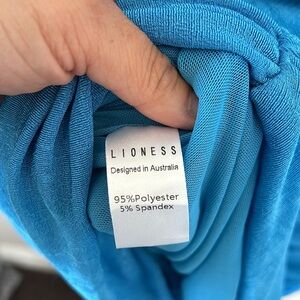 LIONESS
Designed in Australia
95%Polyester
5% Spandex